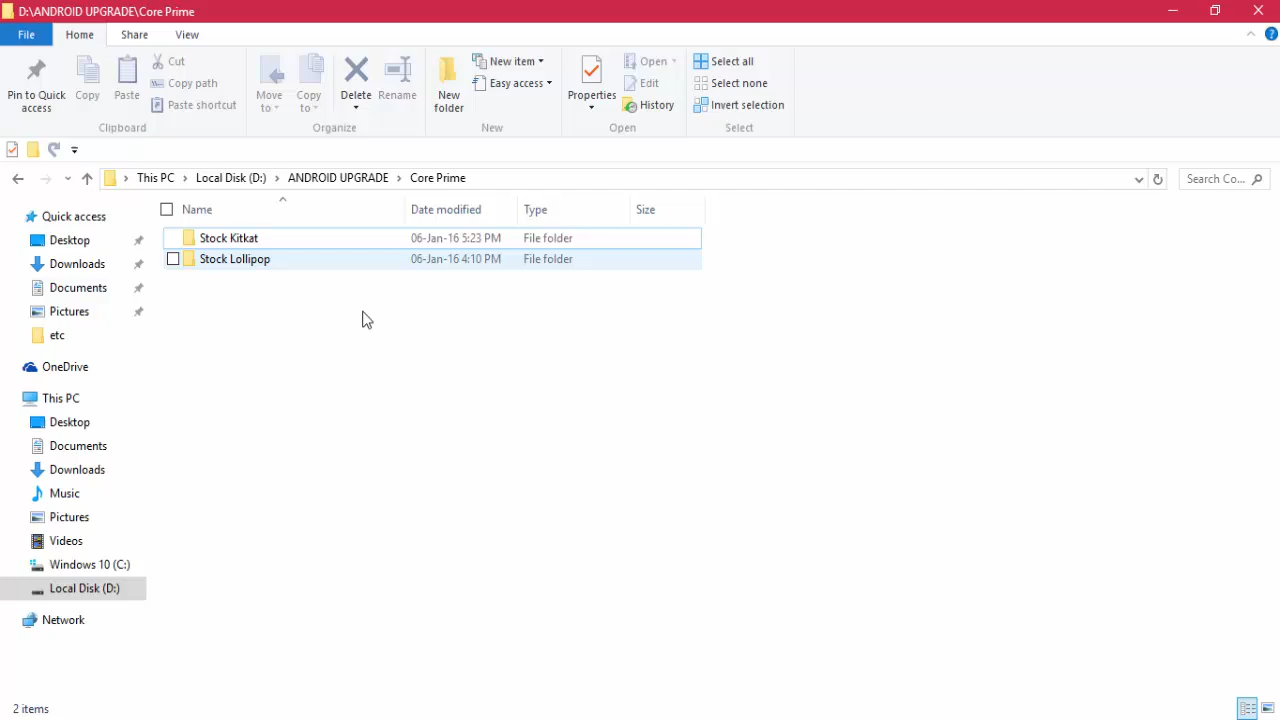 D:\ANDROID UPGRADE\Core Prime
File Home Share View
Pin to Quick access
Copy
Paste
Cut
Copy path
Paste shortcut
Clipboard
Move to
Copy to
Delete
Rename
Organize
New folder
New item
Easy access
New
Properties
Open
Edit
History
Open
Select all
Select none
Invert selection
Select
This PC › Local Disk (D:) › ANDROID UPGRADE › Core Prime
Search Co...
Name Date modified Type Size
Stock Kitkat 06-Jan-16 5:23 PM File folder
Stock Lollipop 06-Jan-16 4:10 PM File folder
Quick access
Desktop
Downloads
Documents
Pictures
etc
OneDrive
This PC
Desktop
Documents
Downloads
Music
Pictures
Videos
Windows 10 (C:)
Local Disk (D:)
Network
2 items